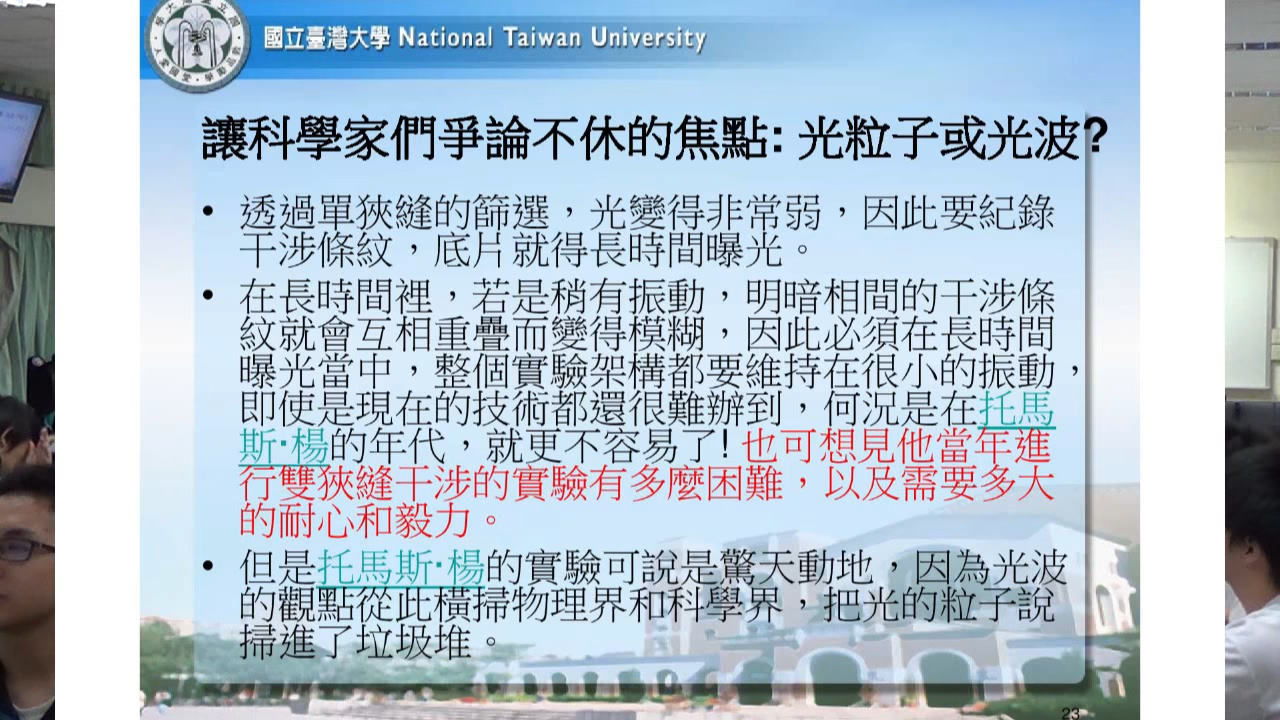 國立臺灣大學 National Taiwan University
讓科學家們爭論不休的焦點: 光粒子或光波?
• 透過單狹縫的篩選，光變得非常弱，因此要紀錄
干涉條紋，底片就得長時間曝光。
• 在長時間裡，若是稍有振動，明暗相間的干涉條
紋就會互相重疊而變得模糊，因此必須在長時間
曝光當中，整個實驗架構都要維持在很小的振動，
即使是現在的技術都還很難辦到，何況是在托馬
斯·楊的年代，就更不容易了! 也可想見他當年進
行雙狹縫干涉的實驗有多麼困難，以及需要多大
的耐心和毅力。
• 但是托馬斯·楊的實驗可說是驚天動地，因為光波
的觀點從此橫掃物理界和科學界，把光的粒子說
掃進了垃圾堆。
23